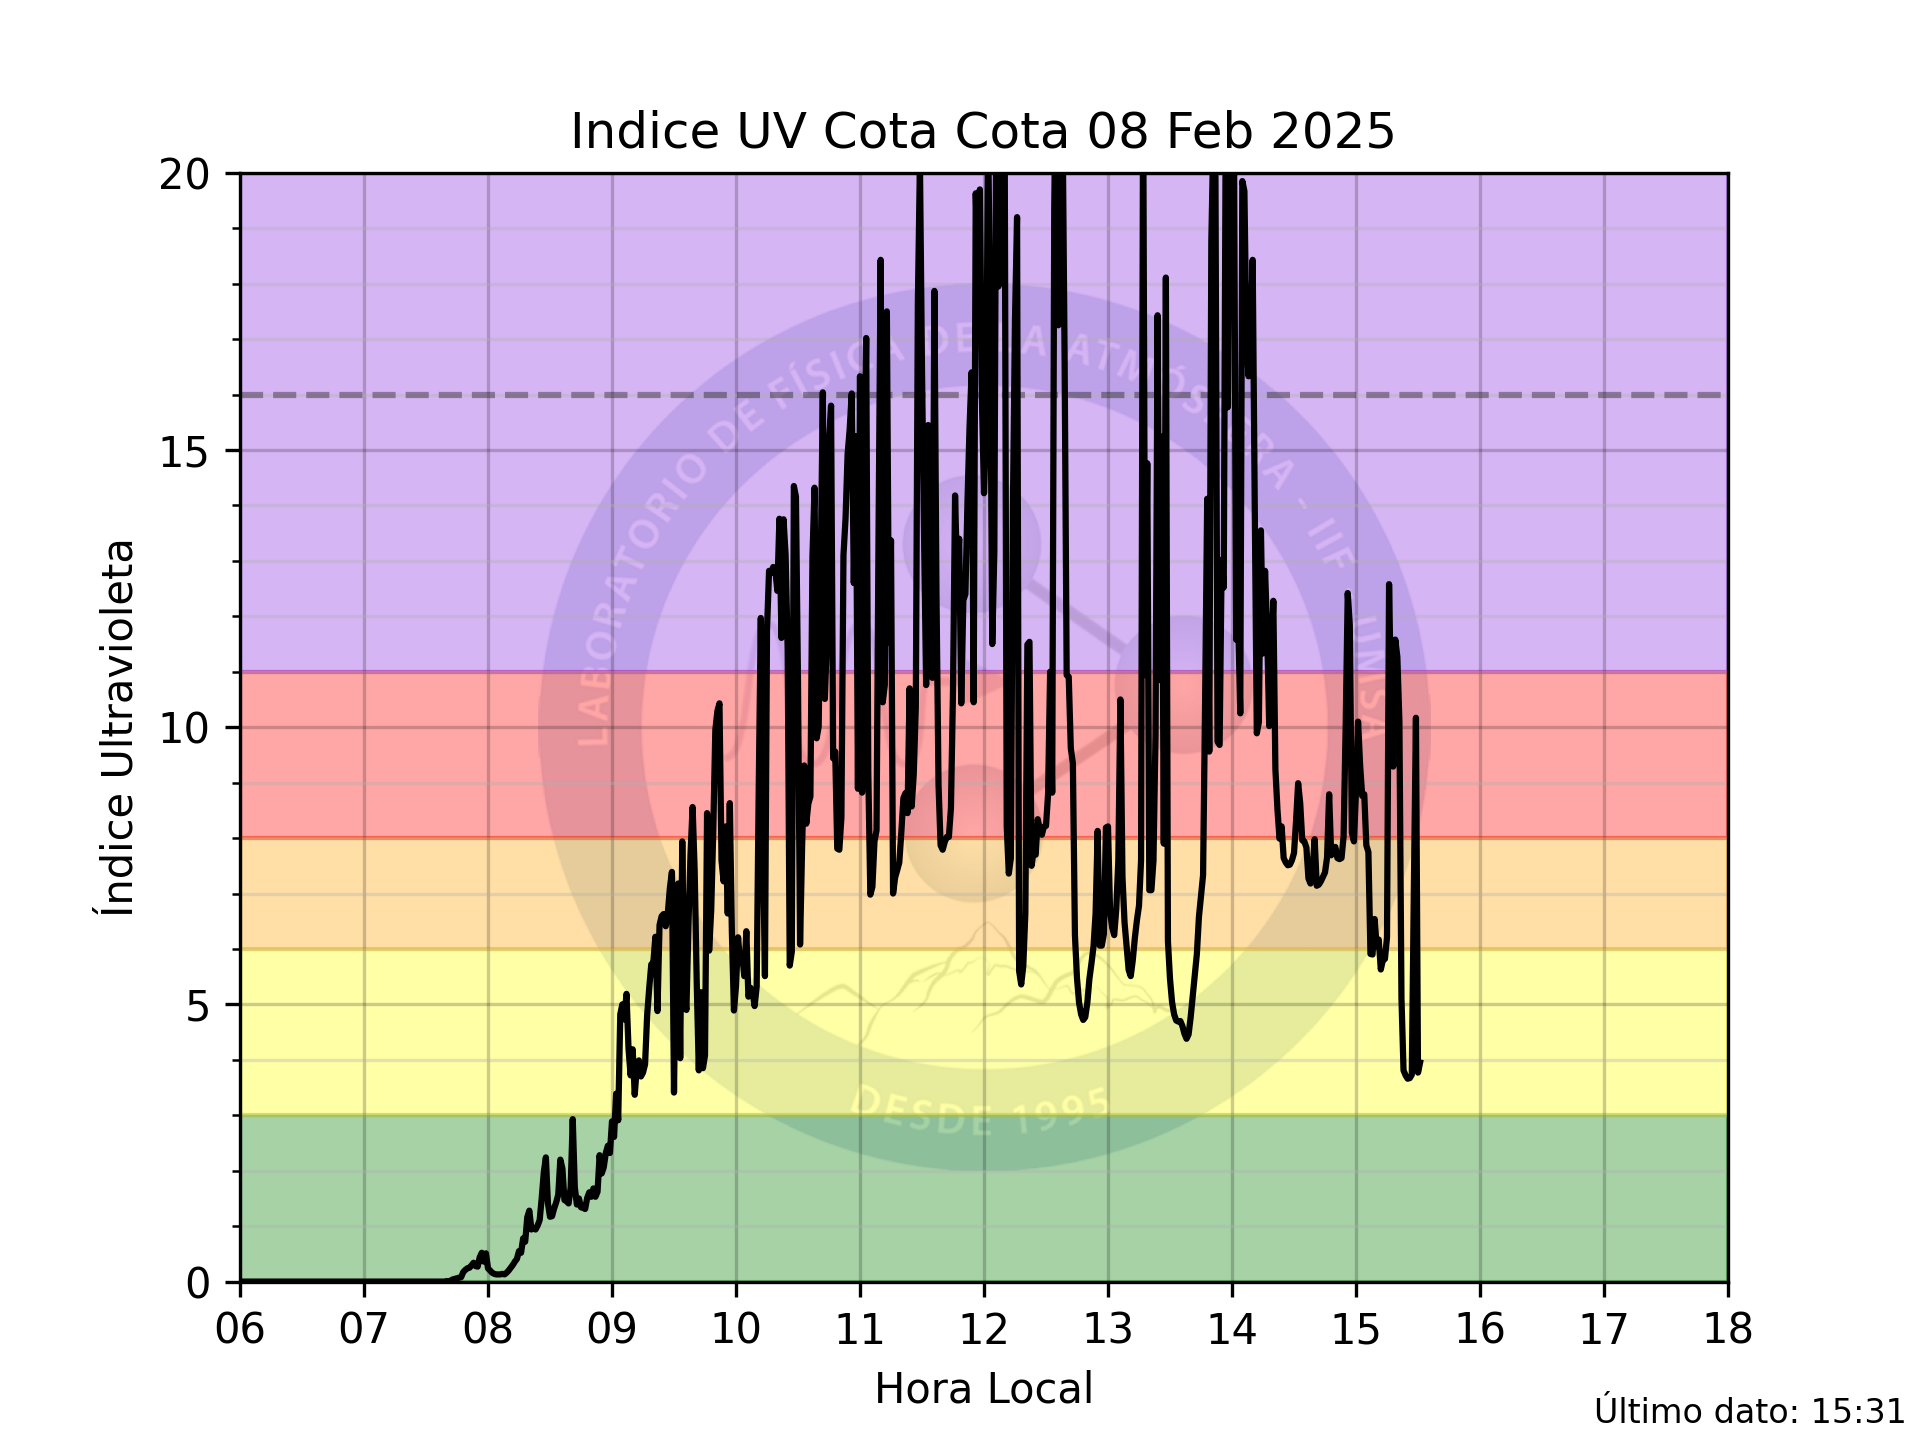 Indice UV Cota Cota 08 Feb 2025
20
15
10
5
0
Índice Ultravioleta
LABORATORIO DE FÍSICA DE LA ATMÓSFERA - IIF UMSA
DESDE 1995
06 07 08 09 10 11 12 13 14 15 16 17 18
Hora Local
Último dato: 15:31